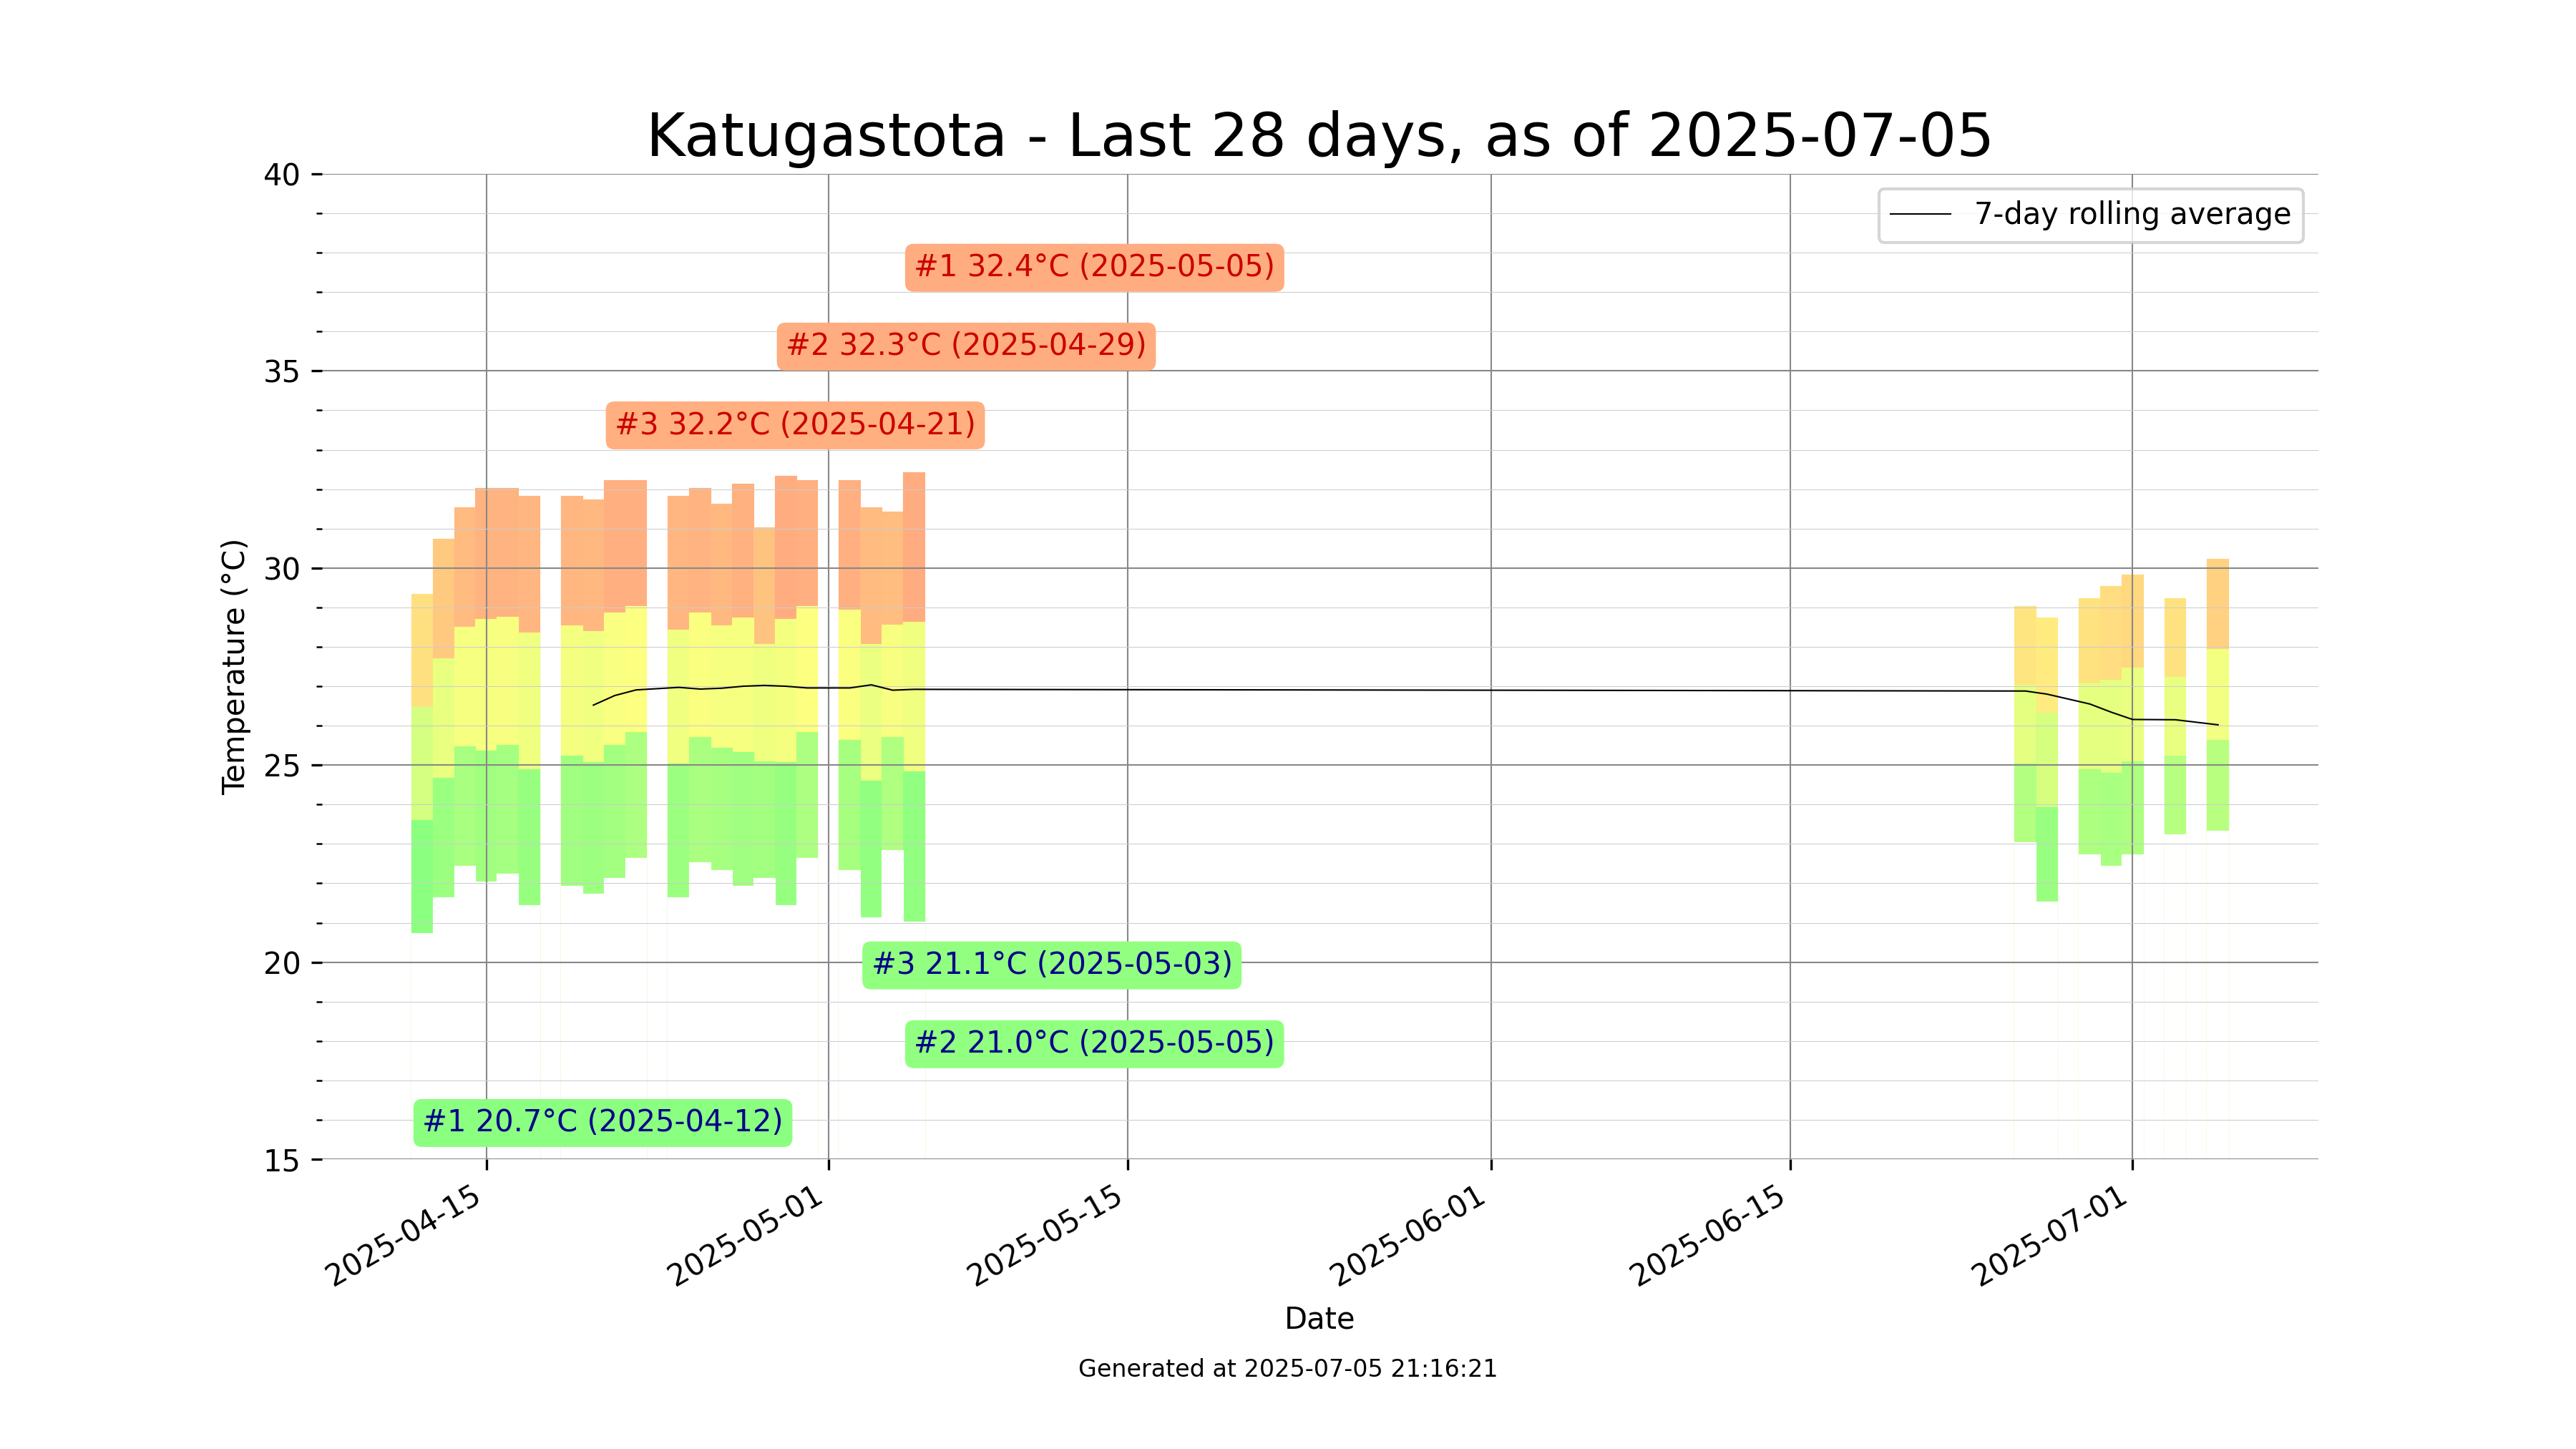 Katugastota - Last 28 days, as of 2025-07-05
7-day rolling average
40
35
30
25
20
15
Temperature (°C)
#1 32.4°C (2025-05-05)
#2 32.3°C (2025-04-29)
#3 32.2°C (2025-04-21)
#3 21.1°C (2025-05-03)
#2 21.0°C (2025-05-05)
#1 20.7°C (2025-04-12)
2025-04-15
2025-05-01
2025-05-15
2025-06-01
2025-06-15
2025-07-01
Date
Generated at 2025-07-05 21:16:21